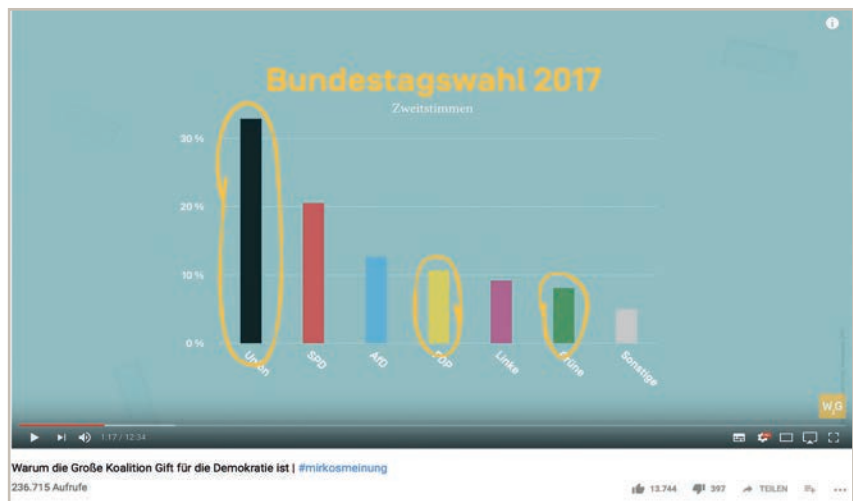 Bundestagswahl 2017
Zweitstimmen
30 %
20 %
10 %
0 %
Union
SPD
AfD
FDP
Linke
Grüne
Sonstige
WfG
1:17 / 12:34
Warum die Große Koalition Gift für die Demokratie ist | #mirkosmeinung
236.715 Aufrufe
13.744 397 TEILEN